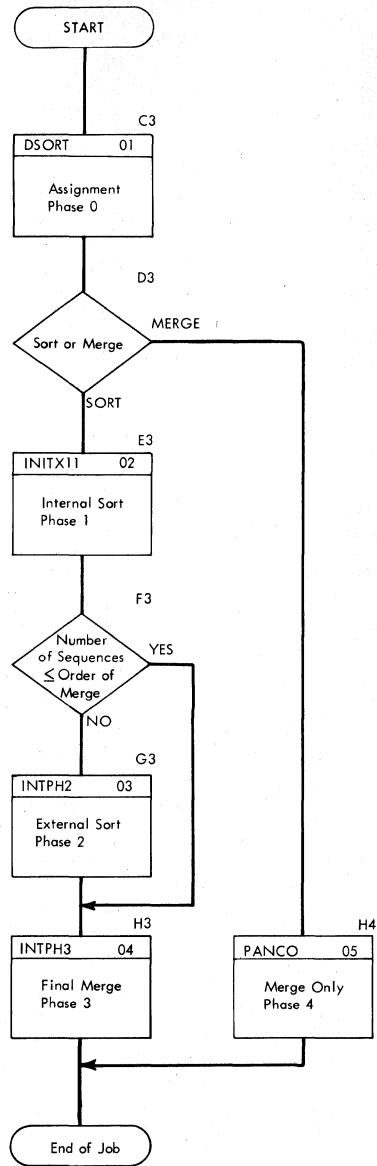 START
C3
DSORT 01
Assignment
Phase 0
D3
Sort or Merge
MERGE
SORT
E3
INITX11 02
Internal Sort
Phase 1
F3
Number
of Sequences
≤ Order of
Merge
YES
NO
G3
INTPH2 03
External Sort
Phase 2
H3
INTPH3 04
Final Merge
Phase 3
H4
PANCO 05
Merge Only
Phase 4
End of Job